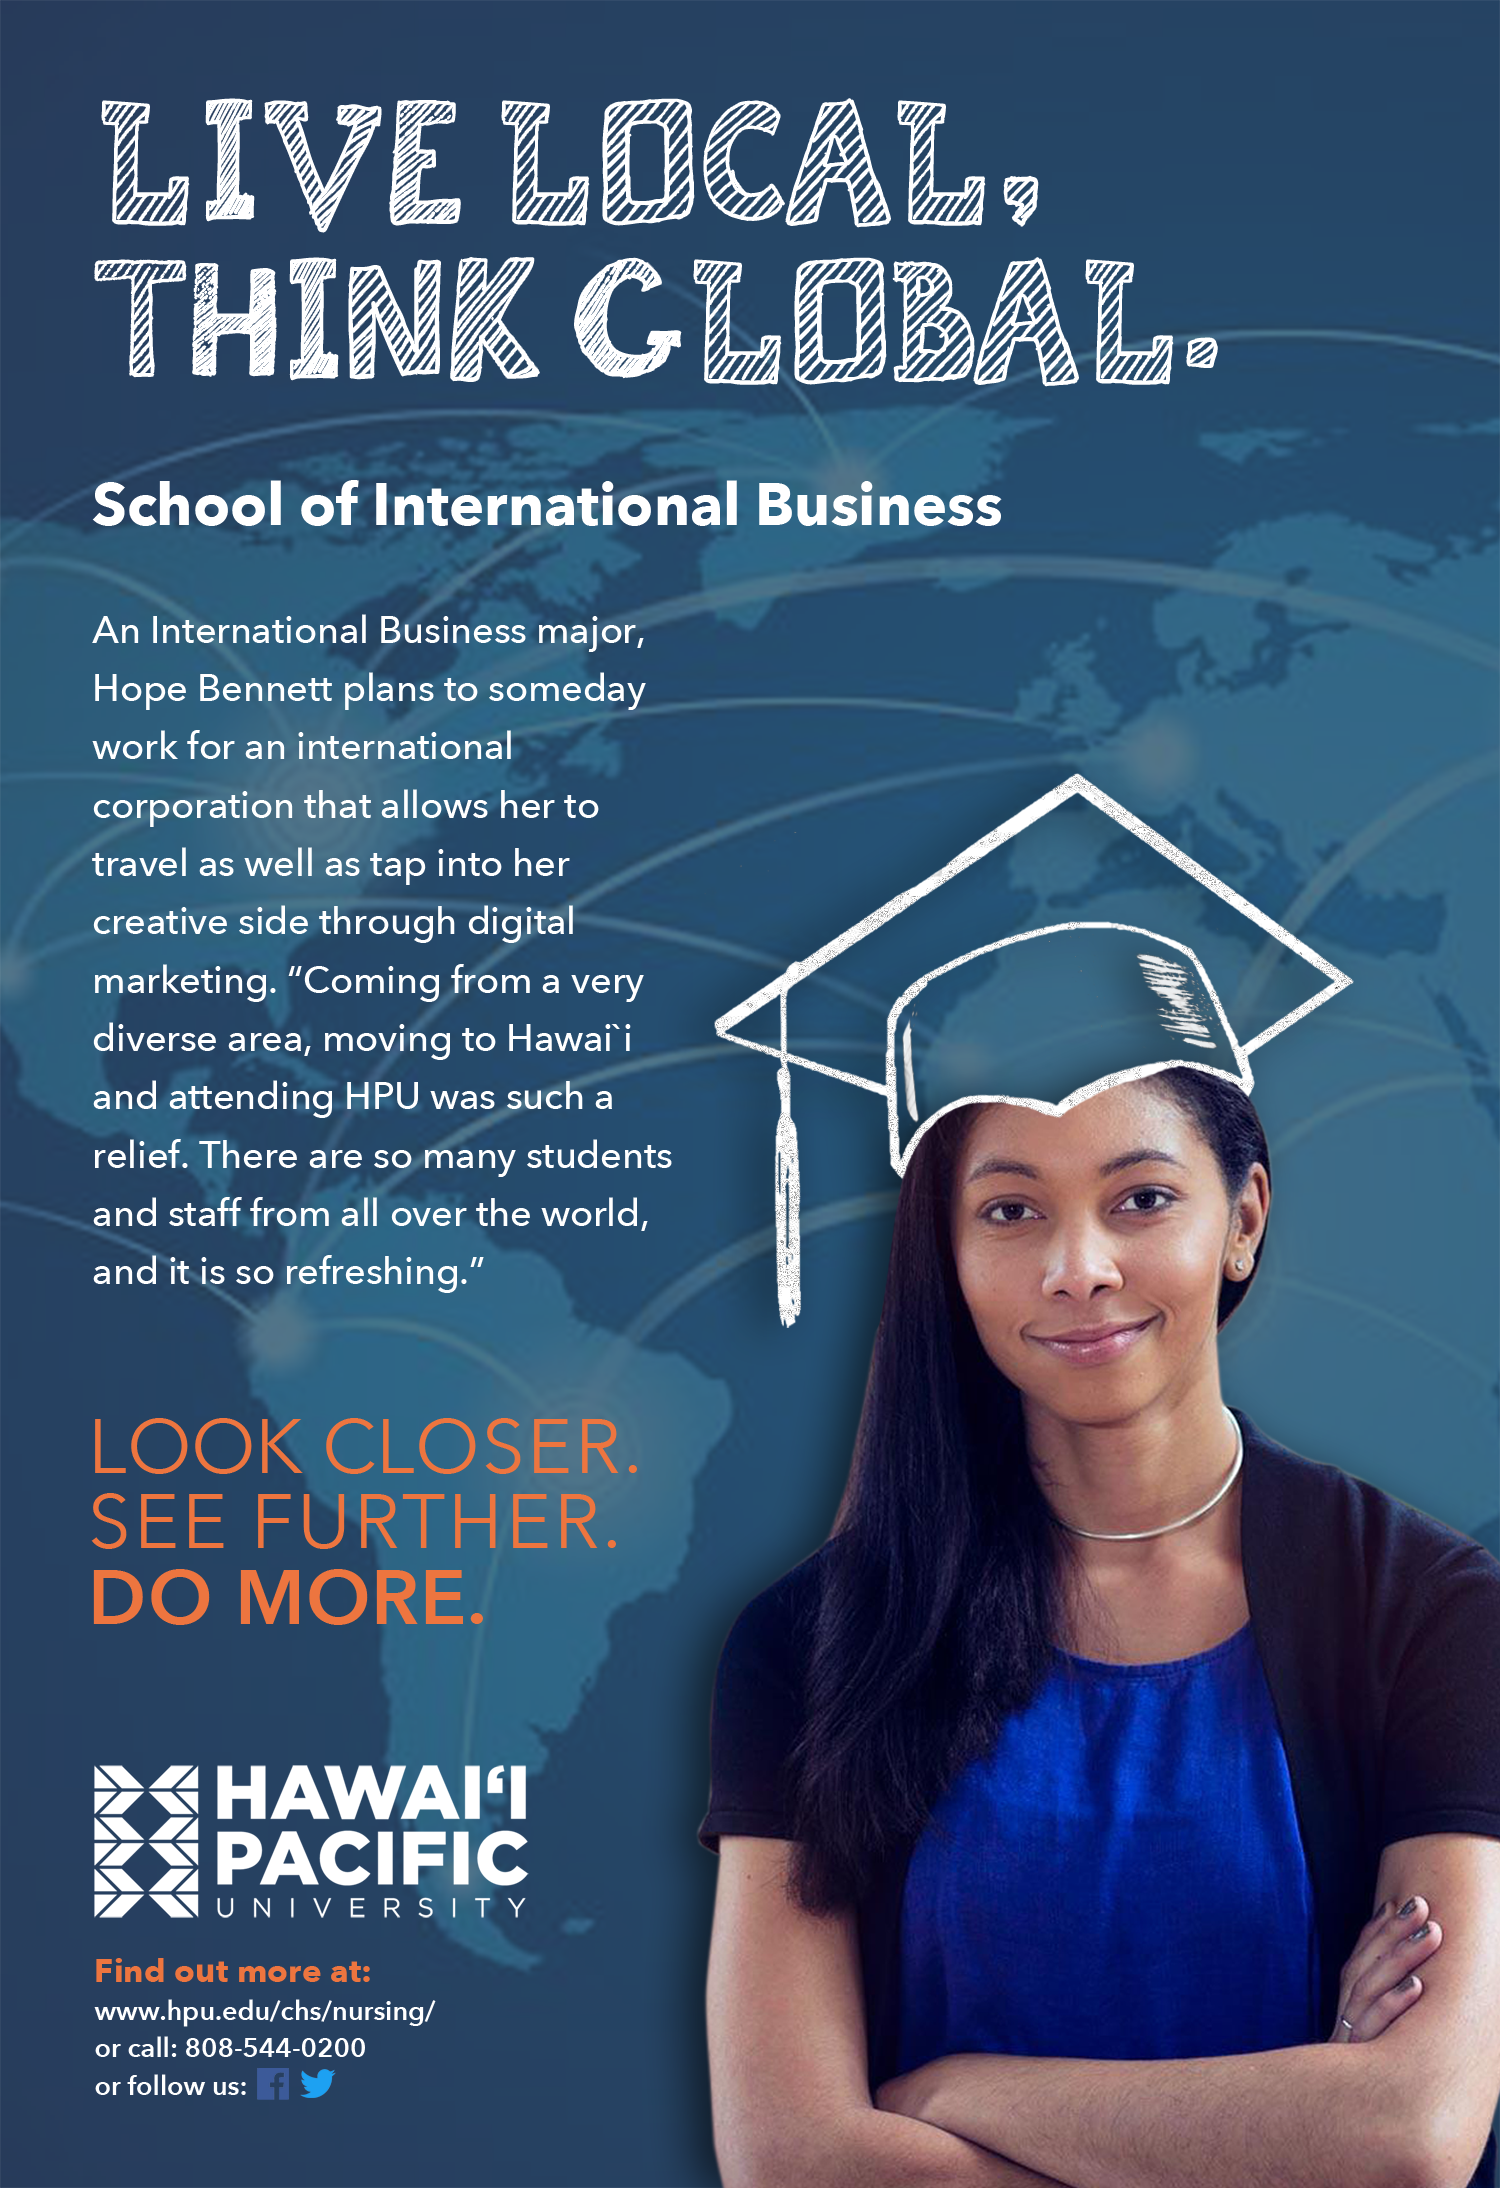 LIVE LOCAL,
THINK GLOBAL.
School of International Business
An International Business major,
Hope Bennett plans to someday
work for an international
corporation that allows her to
travel as well as tap into her
creative side through digital
marketing. “Coming from a very
diverse area, moving to Hawai`i
and attending HPU was such a
relief. There are so many students
and staff from all over the world,
and it is so refreshing.”
LOOK CLOSER.
SEE FURTHER.
DO MORE.
HAWAI‘I
PACIFIC
UNIVERSITY
Find out more at:
www.hpu.edu/chs/nursing/
or call: 808-544-0200
or follow us: